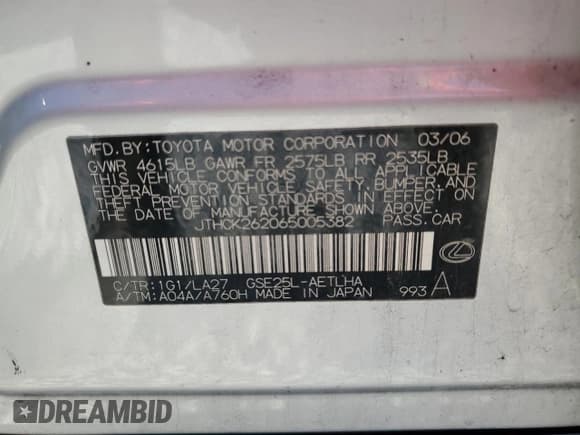 MFD.BY:TOYOTA MOTOR CORPORATION 03/06
GVWR 4615LB GAWR FR 2575LB RR 2535LB
THIS VEHICLE CONFORMS TO ALL APPLICABLE
FEDERAL MOTOR VEHICLE SAFETY, BUMPER, AND
THEFT PREVENTION STANDARDS IN EFFECT ON
THE DATE OF MANUFACTURE SHOWN ABOVE.
JTHCK262065005382 PASS.CAR
C/TR:1G1/LA27 GSE25L-AETLHA
A/TM:A04A/A760H MADE IN JAPAN 993 A
DREAMBID